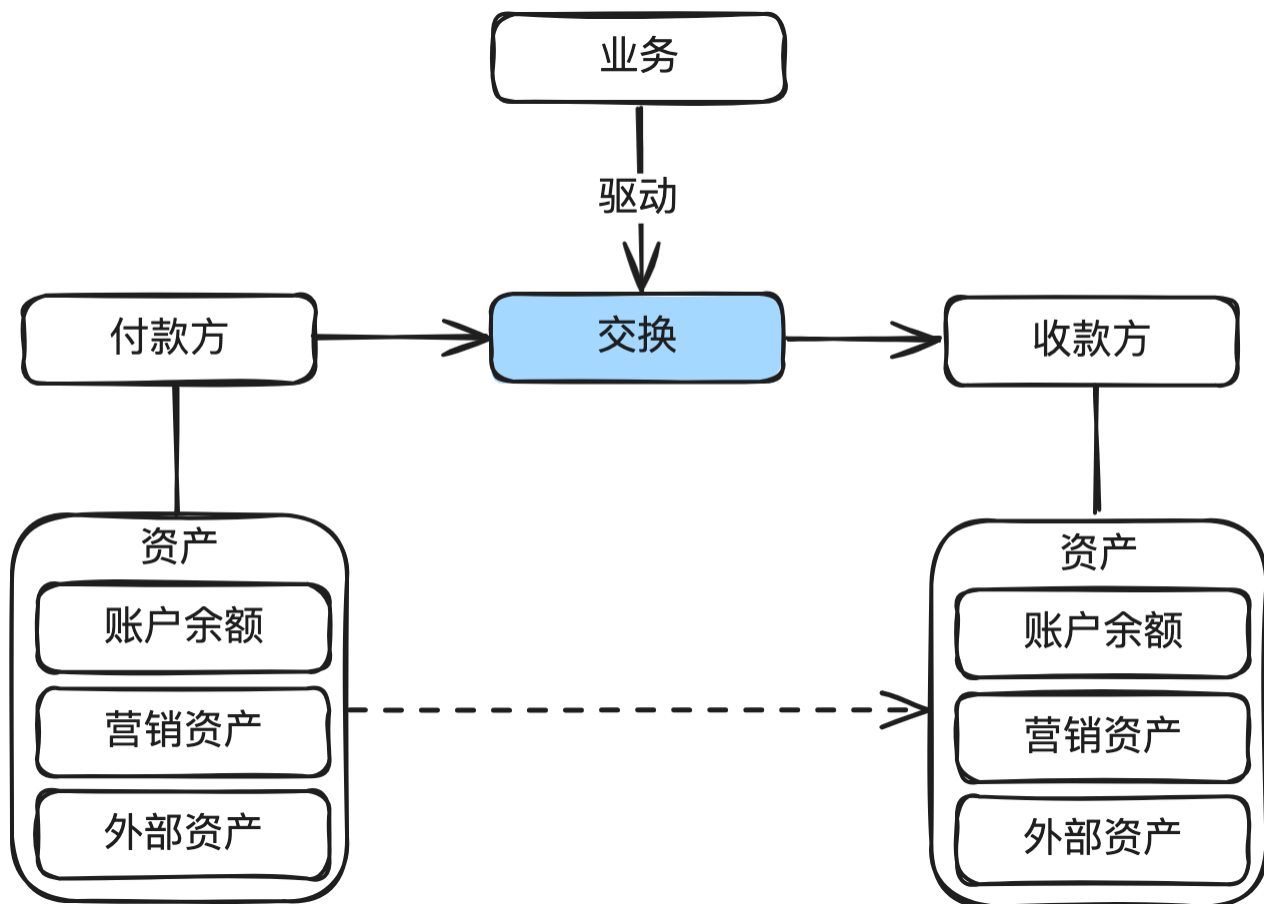 业务
驱动
付款方
交换
收款方
资产
账户余额
营销资产
外部资产
资产
账户余额
营销资产
外部资产